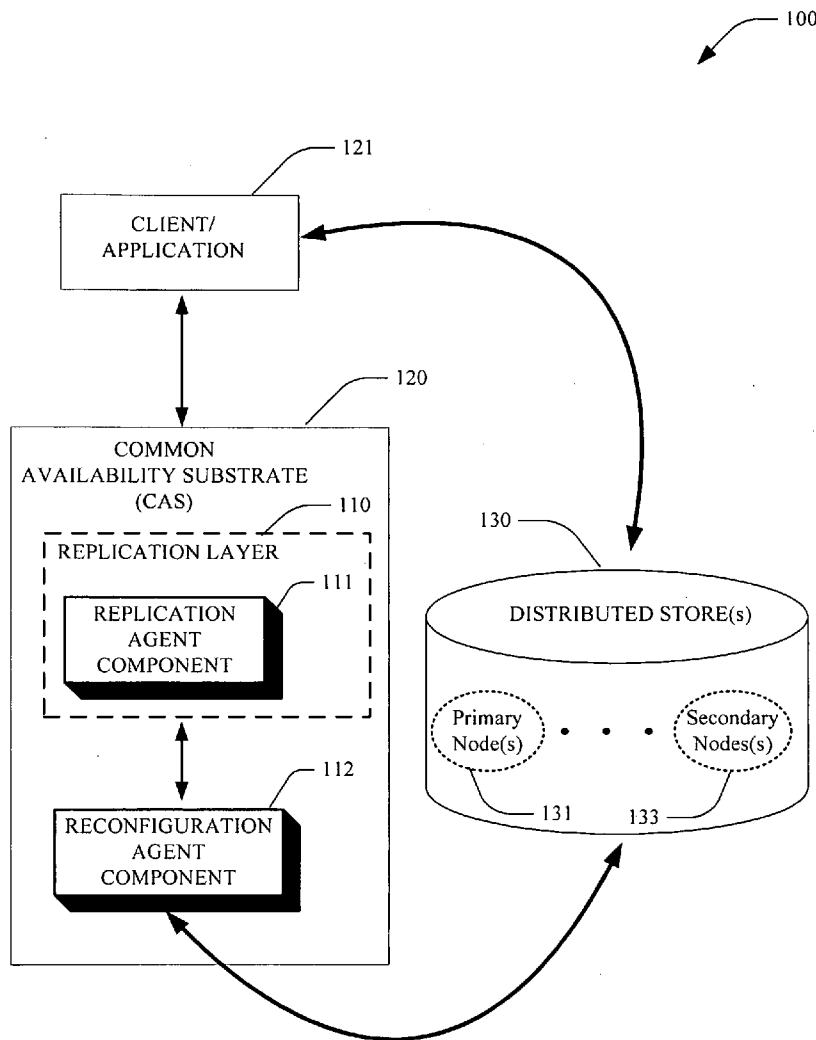 100
121
CLIENT/
APPLICATION
120
COMMON
AVAILABILITY SUBSTRATE
(CAS)
110
REPLICATION LAYER
111
REPLICATION
AGENT
COMPONENT
112
RECONFIGURATION
AGENT
COMPONENT
130
DISTRIBUTED STORE(s)
Primary
Node(s)
Secondary
Nodes(s)
131
133